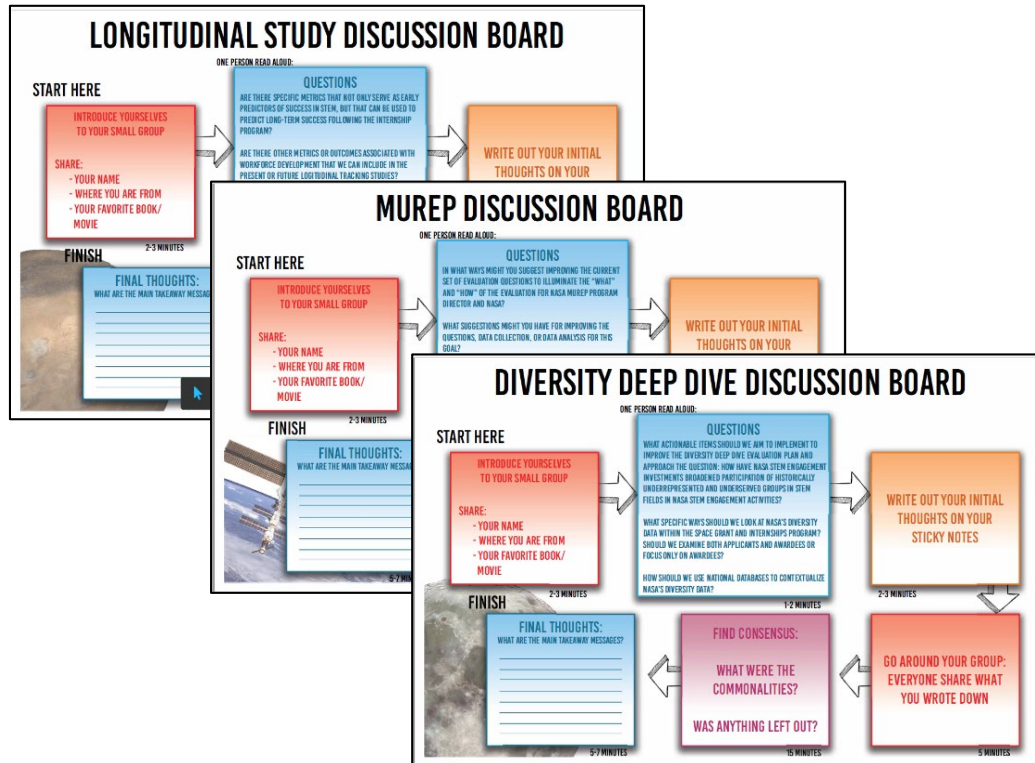 LONGITUDINAL STUDY DISCUSSION BOARD
ONE PERSON READ ALOUD:
START HERE
INTRODUCE YOURSELVES
TO YOUR SMALL GROUP
SHARE:
- YOUR NAME
- WHERE YOU ARE FROM
- YOUR FAVORITE BOOK/
MOVIE
2-3 MINUTES
QUESTIONS
ARE THERE SPECIFIC METRICS THAT NOT ONLY SERVE AS EARLY
PREDICTORS OF SUCCESS IN STEM, BUT THAT CAN BE USED TO
PREDICT LONG-TERM SUCCESS FOLLOWING THE INTERNSHIP
PROGRAM?
ARE THERE OTHER METRICS OR OUTCOMES ASSOCIATED WITH
WORKFORCE DEVELOPMENT THAT WE CAN INCLUDE IN THE
PRESENT OR FUTURE LOGITUDINAL TRACKING STUDIES?
WRITE OUT YOUR INITIAL
THOUGHTS ON YOUR
FINISH
FINAL THOUGHTS:
WHAT ARE THE MAIN TAKEAWAY MESSAG
MUREP DISCUSSION BOARD
ONE PERSON READ ALOUD:
START HERE
INTRODUCE YOURSELVES
TO YOUR SMALL GROUP
SHARE:
- YOUR NAME
- WHERE YOU ARE FROM
- YOUR FAVORITE BOOK/
MOVIE
2-3 MINUTES
QUESTIONS
IN WHAT WAYS MIGHT YOU SUGGEST IMPROVING THE CURRENT
SET OF EVALUATION QUESTIONS TO ILLUMINATE THE "WHAT"
AND "HOW" OF THE EVALUATION FOR NASA MUREP PROGRAM
DIRECTOR AND NASA?
WHAT SUGGESTIONS MIGHT YOU HAVE FOR IMPROVING THE
QUESTIONS, DATA COLLECTION, OR DATA ANALYSIS FOR THIS
GOAL?
WRITE OUT YOUR INITIAL
THOUGHTS ON YOUR
FINISH
FINAL THOUGHTS:
WHAT ARE THE MAIN TAKEAWAY MESSAG
5-7 MINU
DIVERSITY DEEP DIVE DISCUSSION BOARD
ONE PERSON READ ALOUD:
START HERE
INTRODUCE YOURSELVES
TO YOUR SMALL GROUP
SHARE:
- YOUR NAME
- WHERE YOU ARE FROM
- YOUR FAVORITE BOOK/
MOVIE
2-3 MINUTES
QUESTIONS
WHAT ACTIONABLE ITEMS SHOULD WE AIM TO IMPLEMENT TO
IMPROVE THE DIVERSITY DEEP DIVE EVALUATION PLAN AND
APPROACH THE QUESTION: HOW HAVE NASA STEM ENGAGEMENT
INVESTMENTS BROADENED PARTICIPATION OF HISTORICALLY
UNDERREPRESENTED AND UNDERSERVED GROUPS IN STEM
FIELDS IN NASA STEM ENGAGEMENT ACTIVITIES?
WHAT SPECIFIC WAYS SHOULD WE LOOK AT NASA'S DIVERSITY
DATA WITHIN THE SPACE GRANT AND INTERNSHIPS PROGRAM?
SHOULD WE EXAMINE BOTH APPLICANTS AND AWARDEES OR
FOCUS ONLY ON AWARDEES?
HOW SHOULD WE USE NATIONAL DATABASES TO CONTEXTUALIZE
NASA'S DIVERSITY DATA?
1-2 MINUTES
WRITE OUT YOUR INITIAL
THOUGHTS ON YOUR
STICKY NOTES
2-3 MINUTES
GO AROUND YOUR GROUP:
EVERYONE SHARE WHAT
YOU WROTE DOWN
5 MINUTES
FIND CONSENSUS:
WHAT WERE THE
COMMONALITIES?
WAS ANYTHING LEFT OUT?
15 MINUTES
FINISH
FINAL THOUGHTS:
WHAT ARE THE MAIN TAKEAWAY MESSAGES?
5-7 MINUTES